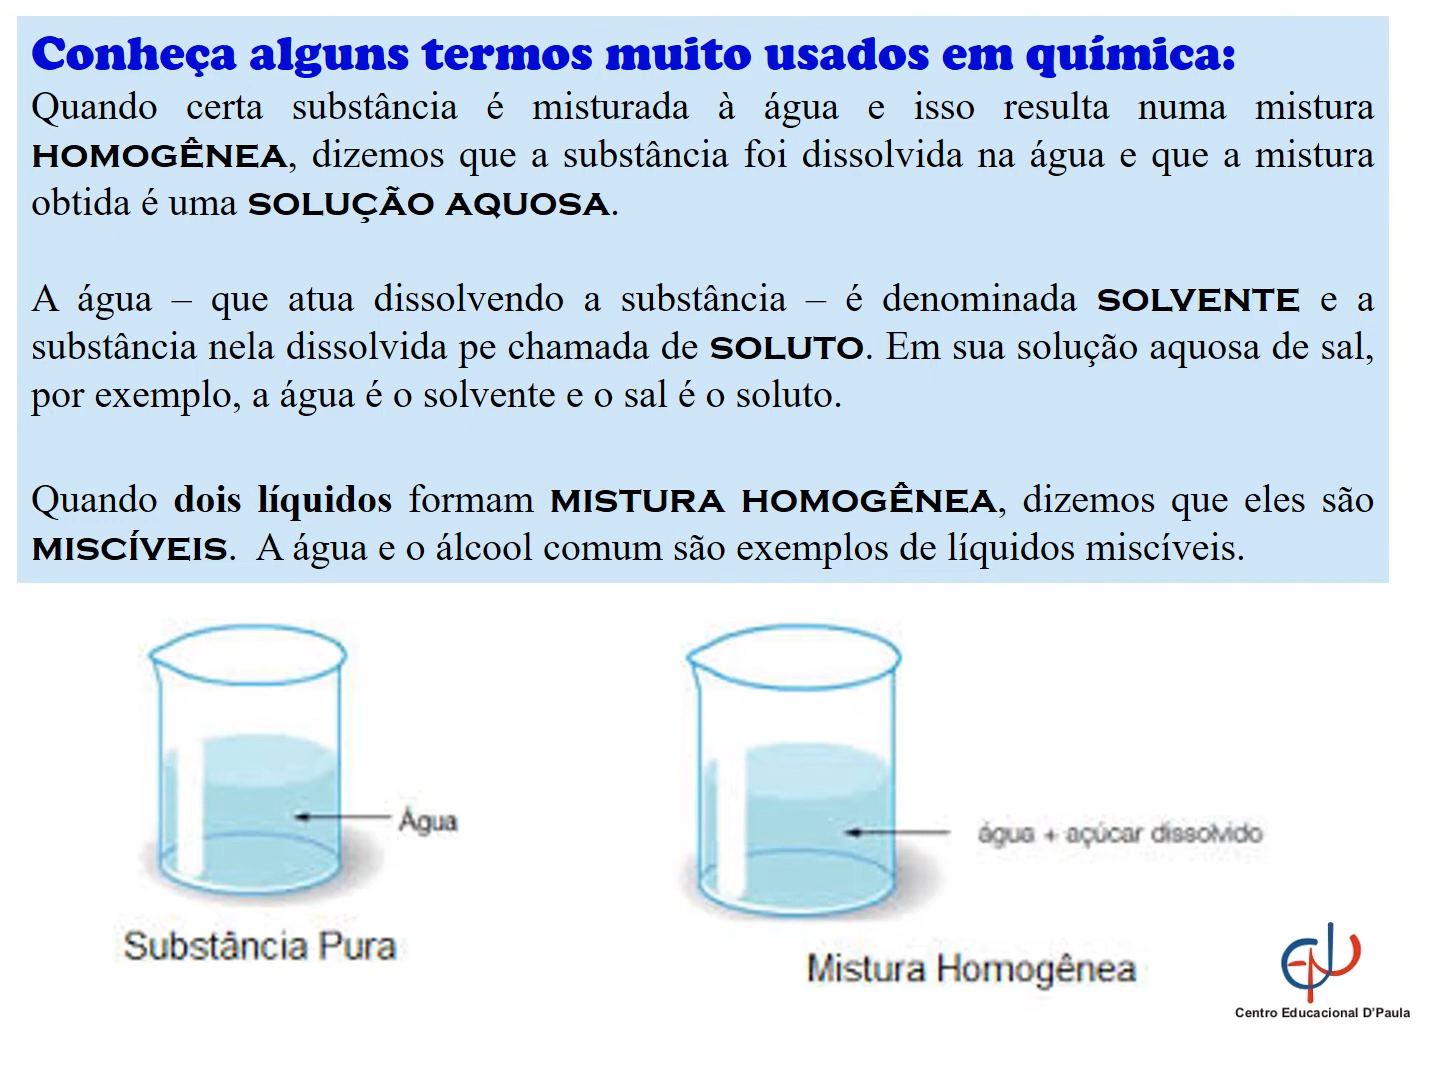 Conheça alguns termos muito usados em química:
Quando certa substância é misturada à água e isso resulta numa mistura
HOMOGÊNEA, dizemos que a substância foi dissolvida na água e que a mistura
obtida é uma SOLUÇÃO AQUOSA.
A água – que atua dissolvendo a substância – é denominada SOLVENTE e a
substância nela dissolvida pe chamada de SOLUTO. Em sua solução aquosa de sal,
por exemplo, a água é o solvente e o sal é o soluto.
Quando dois líquidos formam MISTURA HOMOGÊNEA, dizemos que eles são
MISCÍVEIS. A água e o álcool comum são exemplos de líquidos miscíveis.
Água
água + açúcar dissolvido
Substância Pura
Mistura Homogênea
Centro Educacional D'Paula